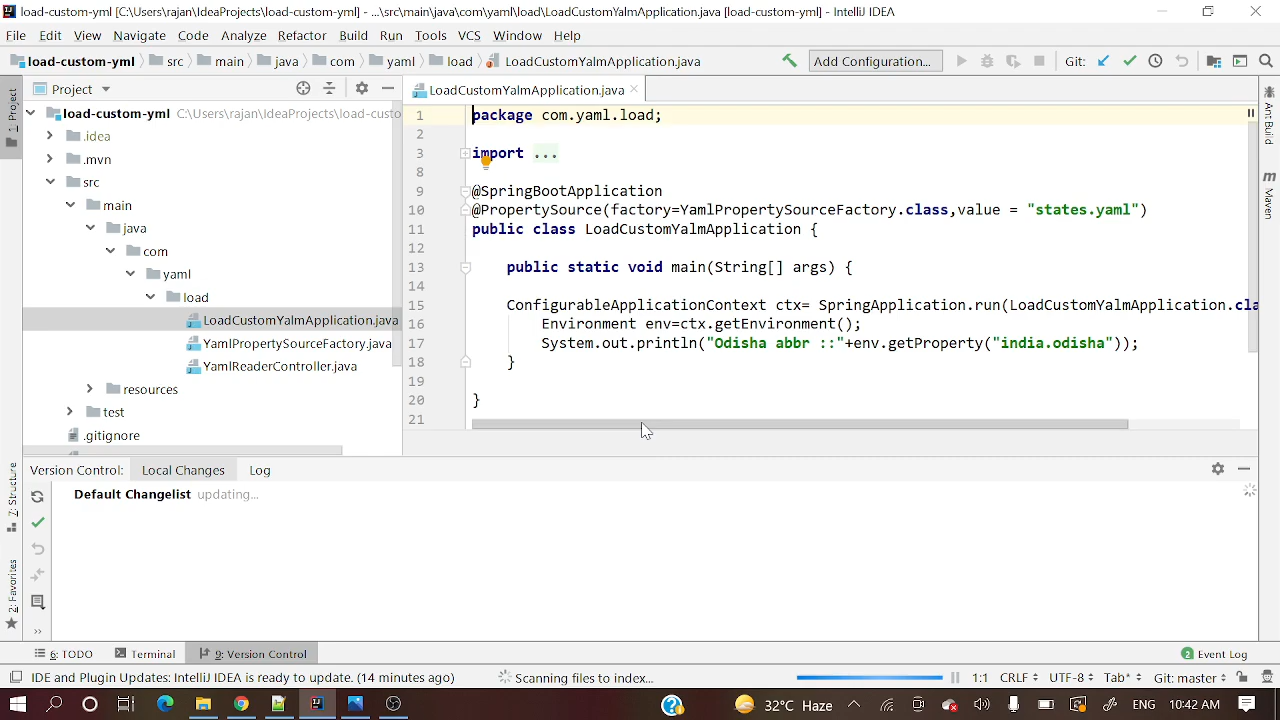 load-custom-yml [C:\Users\rajan\IdeaProjects\load-custom-yml] - ...\src\main\java\com\yaml\load\LoadCustomYalmApplication.java [load-custom-yml] - IntelliJ IDEA
File Edit View Navigate Code Analyze Refactor Build Run Tools VCS Window Help
load-custom-yml src main java com yaml load LoadCustomYalmApplication.java Add Configuration... Git:
Project LoadCustomYalmApplication.java
1: Project
load-custom-yml C:\Users\rajan\IdeaProjects\load-custo
.idea
.mvn
src
main
java
com
yaml
load
LoadCustomYalmApplication.java
YamlPropertySourceFactory.java
YamlReaderController.java
resources
test
.gitignore
1 package com.yaml.load;
2
3 import ...
8
9 @SpringBootApplication
10 @PropertySource(factory=YamlPropertySourceFactory.class,value = "states.yaml")
11 public class LoadCustomYalmApplication {
12
13 public static void main(String[] args) {
14
15 ConfigurableApplicationContext ctx= SpringApplication.run(LoadCustomYalmApplication.cla
16 Environment env=ctx.getEnvironment();
17 System.out.println("Odisha abbr ::"+env.getProperty("india.odisha"));
18 }
19
20 }
21
Ant Build
m Maven
Version Control: Local Changes Log
Default Changelist updating...
Z: Structure
2: Favorites
6: TODO Terminal 9: Version Control 2 Event Log
IDE and Plugin Updates: IntelliJ IDEA is ready to update. (14 minutes ago) Scanning files to index... 1:1 CRLF UTF-8 Tab* Git: master
32°C Haze ENG 10:42 AM